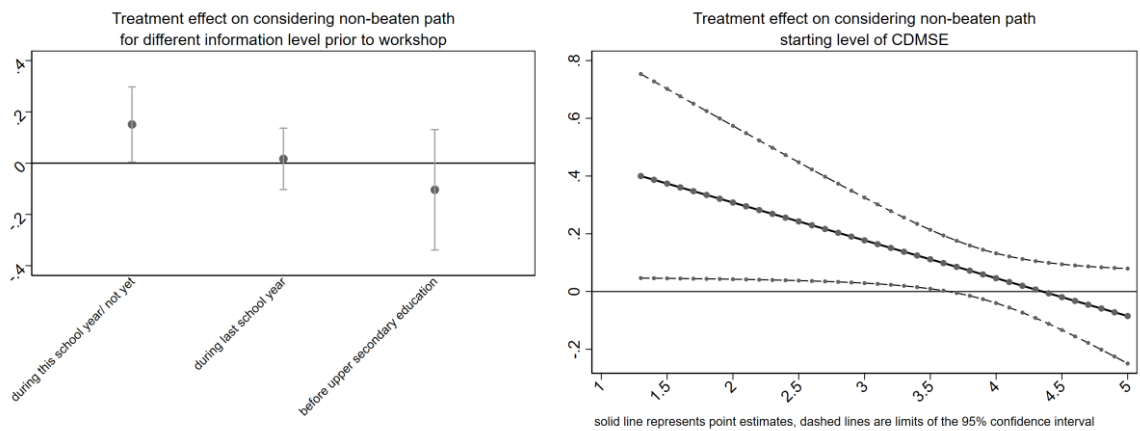 Treatment effect on considering non-beaten path
for different information level prior to workshop
.4
.2
0
-.2
-.4
during this school year/ not yet
during last school year
before upper secondary education
Treatment effect on considering non-beaten path
starting level of CDMSE
.8
.6
.4
.2
0
-.2
1
1.5
2
2.5
3
3.5
4
4.5
5
solid line represents point estimates, dashed lines are limits of the 95% confidence interval